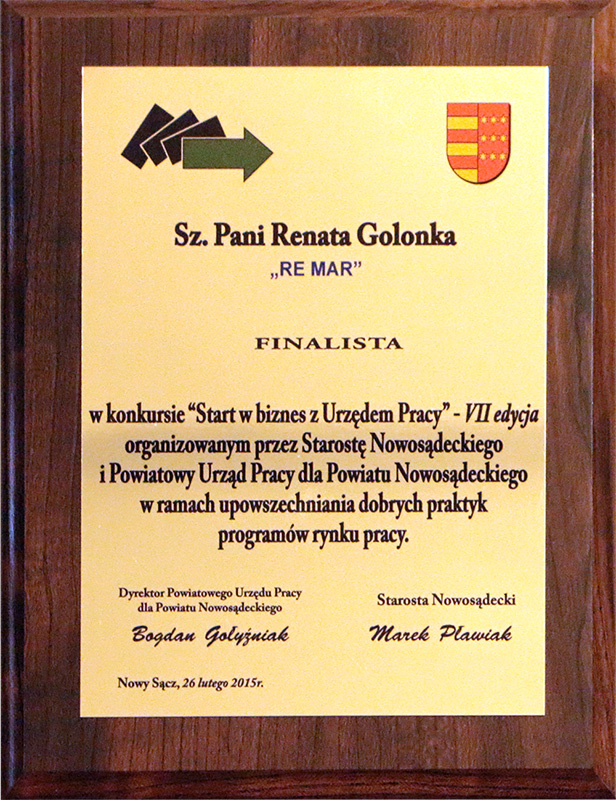 Sz. Pani Renata Golonka
„RE MAR”
FINALISTA
w konkursie “Start w biznes z Urzędem Pracy” - VII edycja
organizowanym przez Starostę Nowosądeckiego
i Powiatowy Urząd Pracy dla Powiatu Nowosądeckiego
w ramach upowszechniania dobrych praktyk
programów rynku pracy.
Dyrektor Powiatowego Urzędu Pracy
dla Powiatu Nowosądeckiego
Bogdan Gołyźniak
Starosta Nowosądecki
Marek Pławiak
Nowy Sącz, 26 lutego 2015r.